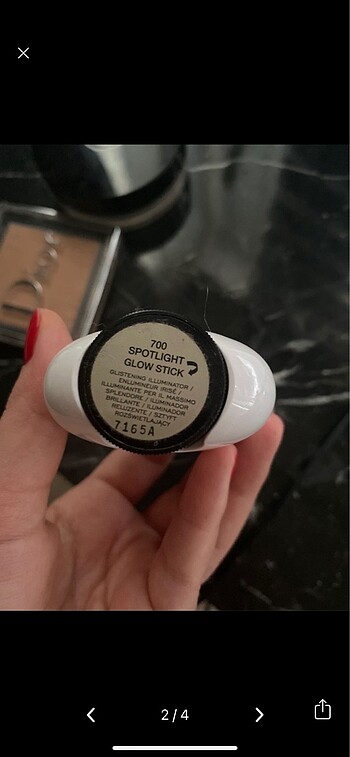 Dior
700
SPOTLIGHT
GLOW STICK
GLISTENING ILLUMINATOR /
ENLUMINEUR IRISÉ /
ILLUMINANTE PER IL MASSIMO
SPLENDORE / ILUMINADOR
BRILLANTE / ILUMINADOR
RELUZENTE / SZTYFT
ROZŚWIETLAJĄCY
7165A
2/4